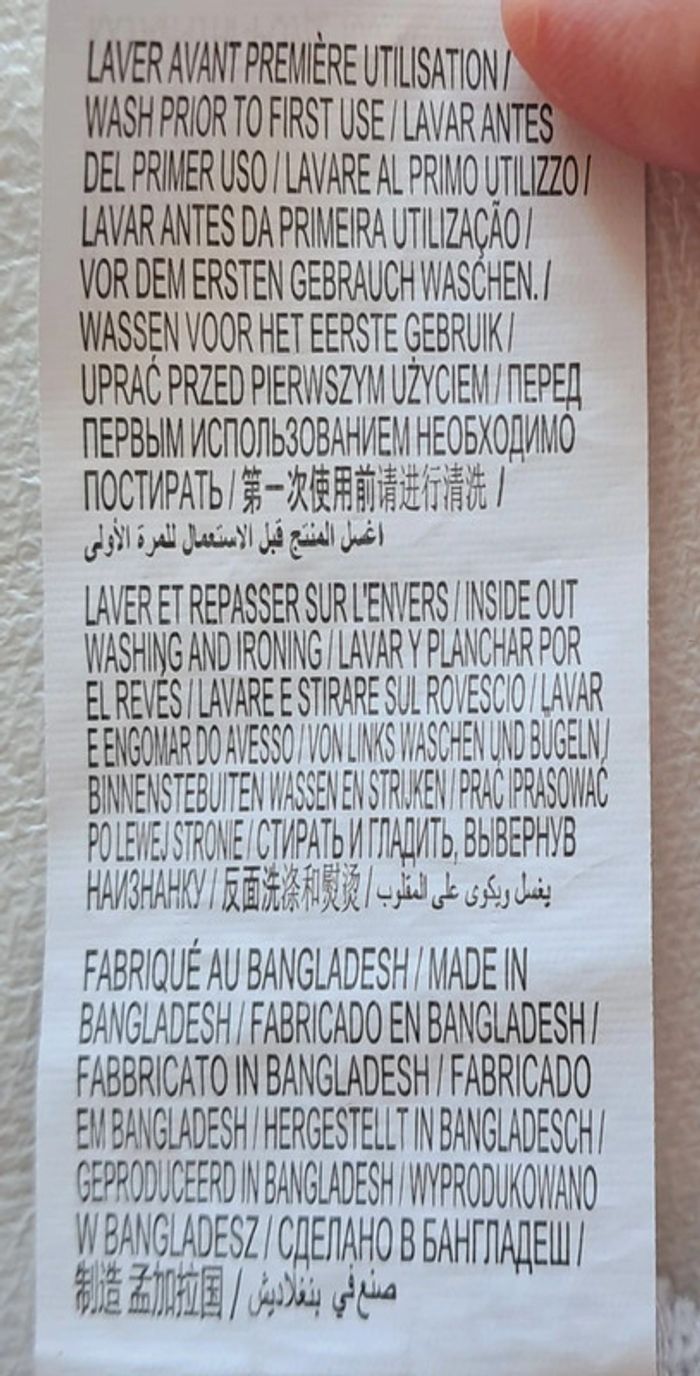 LAVER AVANT PREMIÈRE UTILISATION /
WASH PRIOR TO FIRST USE / LAVAR ANTES
DEL PRIMER USO / LAVARE AL PRIMO UTILIZZO /
LAVAR ANTES DA PRIMEIRA UTILIZAÇÃO /
VOR DEM ERSTEN GEBRAUCH WASCHEN. /
WASSEN VOOR HET EERSTE GEBRUIK /
UPRAĆ PRZED PIERWSZYM UŻYCIEM / ПЕРЕД
ПЕРВЫМ ИСПОЛЬЗОВАНИЕМ НЕОБХОДИМО
ПОСТИРАТЬ / 第一次使用前请进行清洗 /
اغسل المنتج قبل الاستعمال للمرة الأولى
LAVER ET REPASSER SUR L'ENVERS / INSIDE OUT
WASHING AND IRONING / LAVAR Y PLANCHAR POR
EL REVÉS / LAVARE E STIRARE SUL ROVESCIO / LAVAR
E ENGOMAR DO AVESSO / VON LINKS WASCHEN UND BÜGELN /
BINNENSTEBUITEN WASSEN EN STRIJKEN / PRAĆ IPRASOWAĆ
PO LEWEJ STRONIE / СТИРАТЬ И ГЛАДИТЬ, ВЫВЕРНУВ
НАИЗНАНКУ / 反面洗涤和熨烫 / يغسل ويكوى على المقلوب
FABRIQUÉ AU BANGLADESH / MADE IN
BANGLADESH / FABRICADO EN BANGLADESH /
FABBRICATO IN BANGLADESH / FABRICADO
EM BANGLADESH / HERGESTELLT IN BANGLADESCH /
GEPRODUCEERD IN BANGLADESH / WYPRODUKOWANO
W BANGLADESZ / СДЕЛАНО В БАНГЛАДЕШ /
制造 孟加拉国 / صنع في بنغلاديش